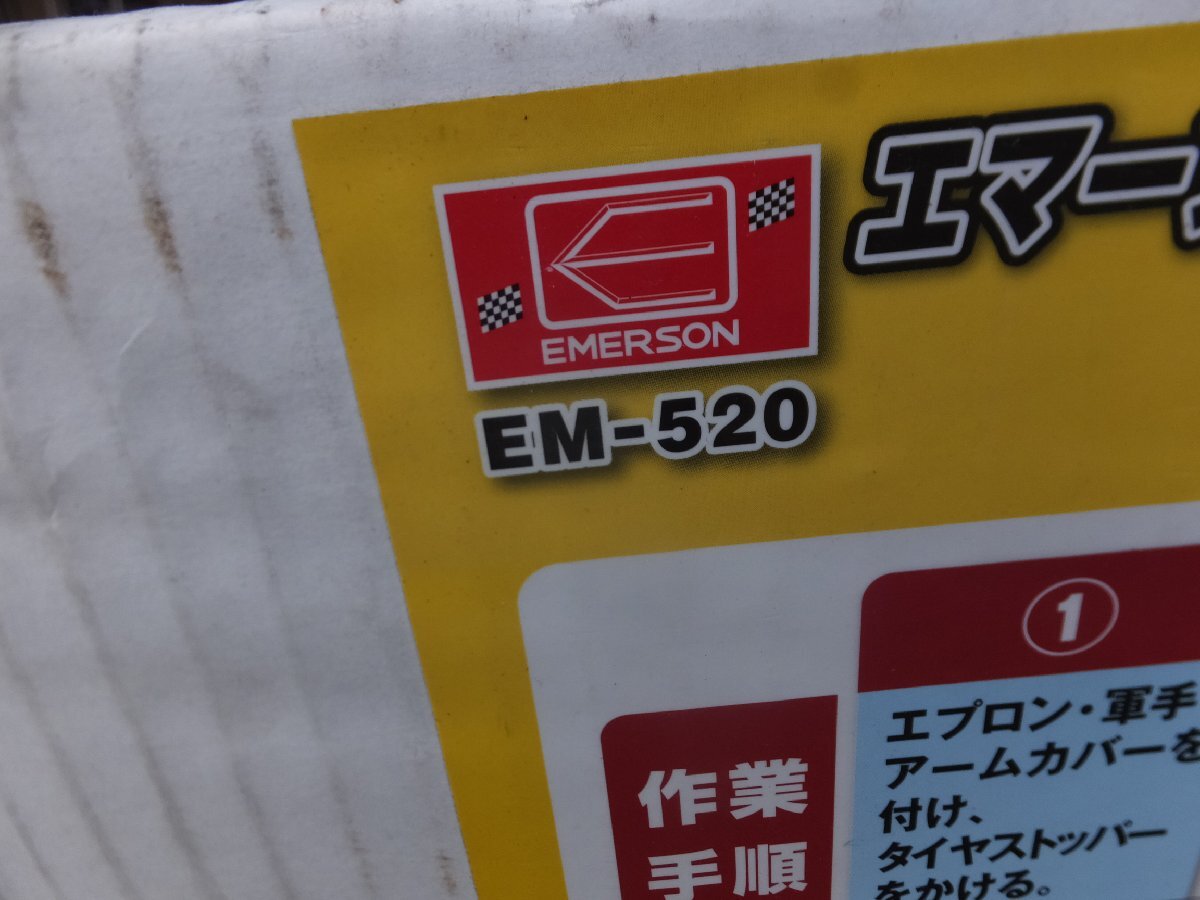 エマー
EMERSON
EM-520
1
エプロン・軍手
アームカバーを
付け、
タイヤストッパー
をかける。
作業
手順